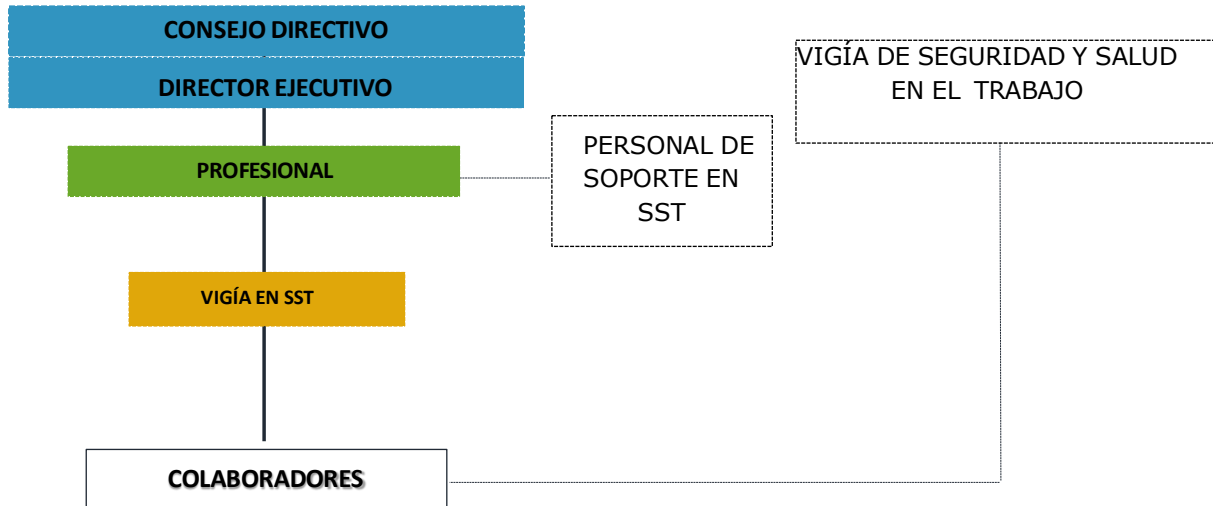 CONSEJO DIRECTIVO
DIRECTOR EJECUTIVO
VIGÍA DE SEGURIDAD Y SALUD
EN EL TRABAJO
PROFESIONAL
PERSONAL DE
SOPORTE EN
SST
VIGÍA EN SST
COLABORADORES